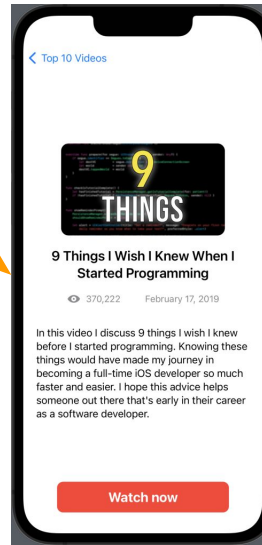 Top 10 Videos
9
THINGS
9 Things I Wish I Knew When I
Started Programming
370,222 February 17, 2019
In this video I discuss 9 things I wish I knew
before I started programming. Knowing these
things would have made my journey in
becoming a full-time iOS developer so much
faster and easier. I hope this advice helps
someone out there that's early in their career
as a software developer.
Watch now